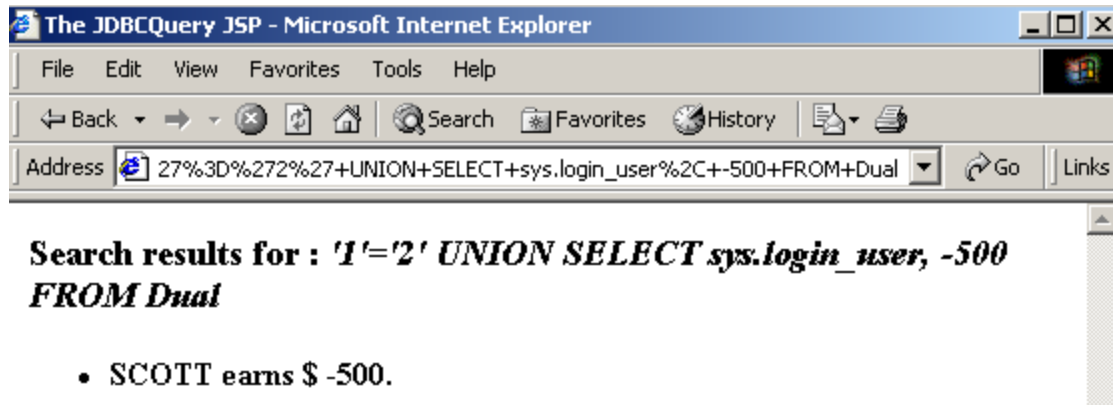 The JDBCQuery JSP - Microsoft Internet Explorer
File Edit View Favorites Tools Help
Back Search Favorites History
Address 27%3D%272%27+UNION+SELECT+sys.login_user%2C+-500+FROM+Dual Go Links
Search results for : '1'='2' UNION SELECT sys.login_user, -500
FROM Dual
• SCOTT earns $ -500.